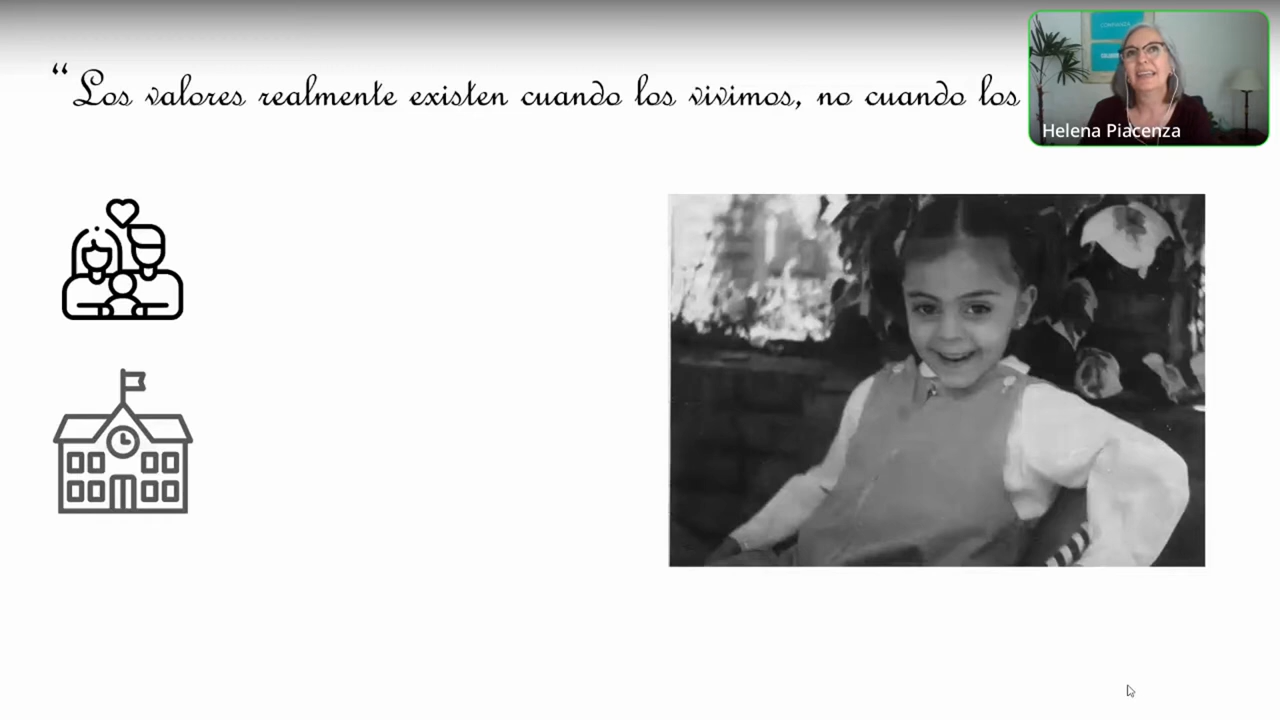 “Los valores realmente existen cuando los vivimos, no cuando los
Helena Piacenza